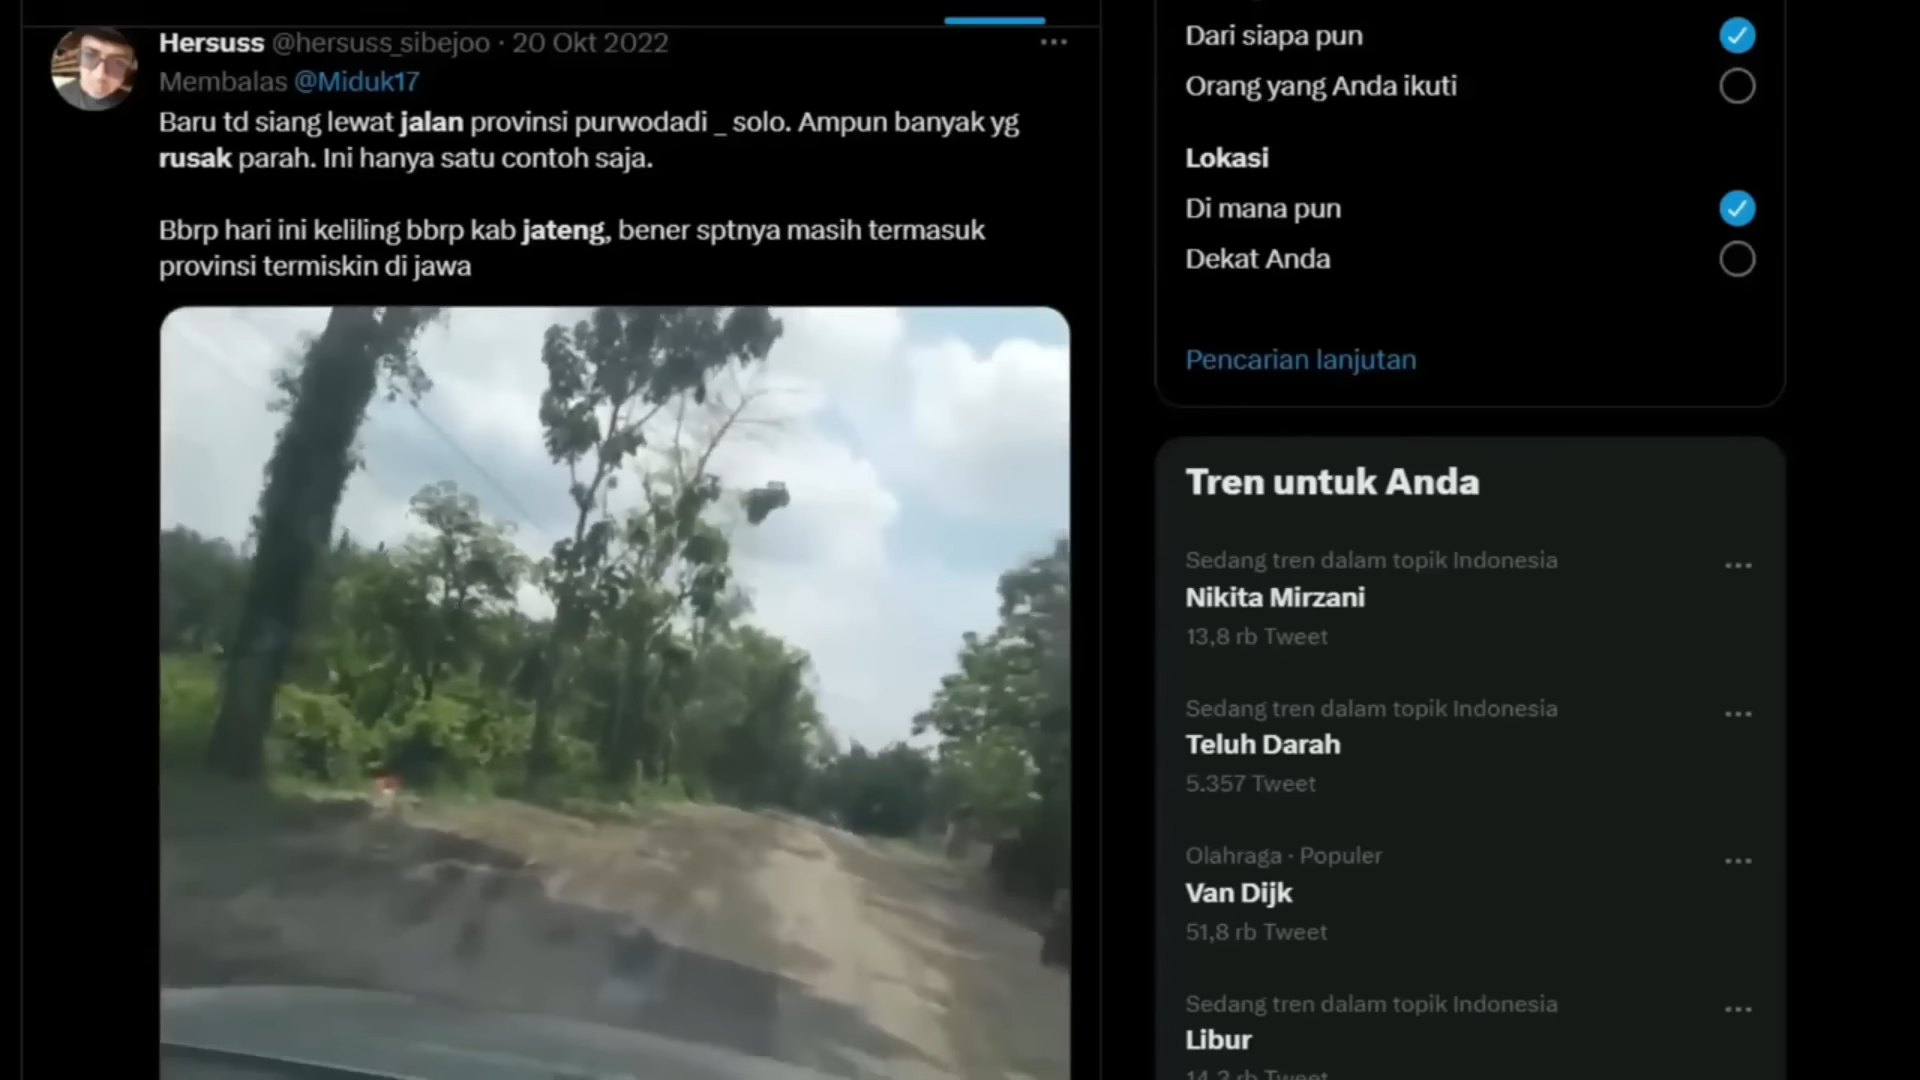 Hersuss @hersuss_sibejoo · 20 Okt 2022
Membalas @Miduk17
Baru td siang lewat jalan provinsi purwodadi _ solo. Ampun banyak yg
rusak parah. Ini hanya satu contoh saja.
Bbrp hari ini keliling bbrp kab jateng, bener sptnya masih termasuk
provinsi termiskin di jawa
Dari siapa pun
Orang yang Anda ikuti
Lokasi
Di mana pun
Dekat Anda
Pencarian lanjutan
Tren untuk Anda
Sedang tren dalam topik Indonesia
Nikita Mirzani
13,8 rb Tweet
Sedang tren dalam topik Indonesia
Teluh Darah
5.357 Tweet
Olahraga · Populer
Van Dijk
51,8 rb Tweet
Sedang tren dalam topik Indonesia
Libur
14,3 rb Tweet